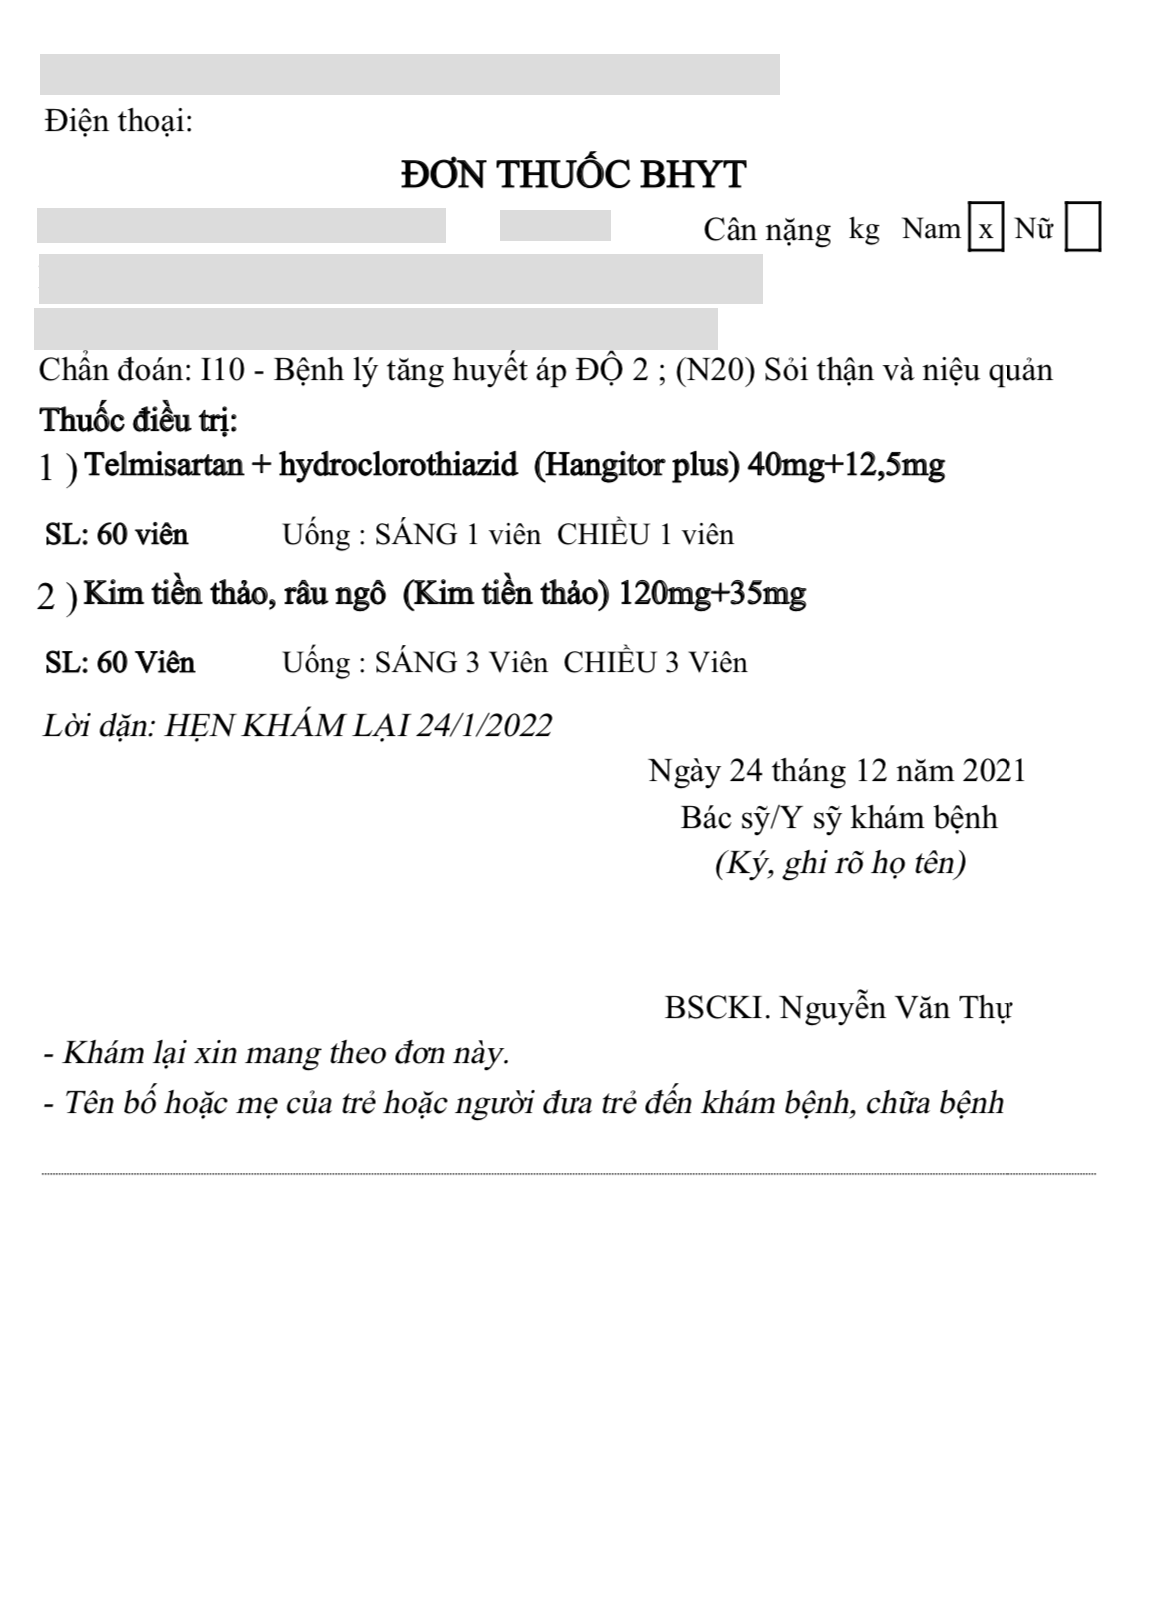 Điện thoại:
ĐƠN THUỐC BHYT
Cân nặng kg Nam x Nữ
Chẩn đoán: I10 - Bệnh lý tăng huyết áp ĐỘ 2 ; (N20) Sỏi thận và niệu quản
Thuốc điều trị:
1 ) Telmisartan + hydroclorothiazid (Hangitor plus) 40mg+12,5mg
SL: 60 viên Uống : SÁNG 1 viên CHIỀU 1 viên
2 ) Kim tiền thảo, râu ngô (Kim tiền thảo) 120mg+35mg
SL: 60 Viên Uống : SÁNG 3 Viên CHIỀU 3 Viên
Lời dặn: HẸN KHÁM LẠI 24/1/2022
Ngày 24 tháng 12 năm 2021
Bác sỹ/Y sỹ khám bệnh
(Ký, ghi rõ họ tên)
BSCKI. Nguyễn Văn Thự
- Khám lại xin mang theo đơn này.
- Tên bố hoặc mẹ của trẻ hoặc người đưa trẻ đến khám bệnh, chữa bệnh